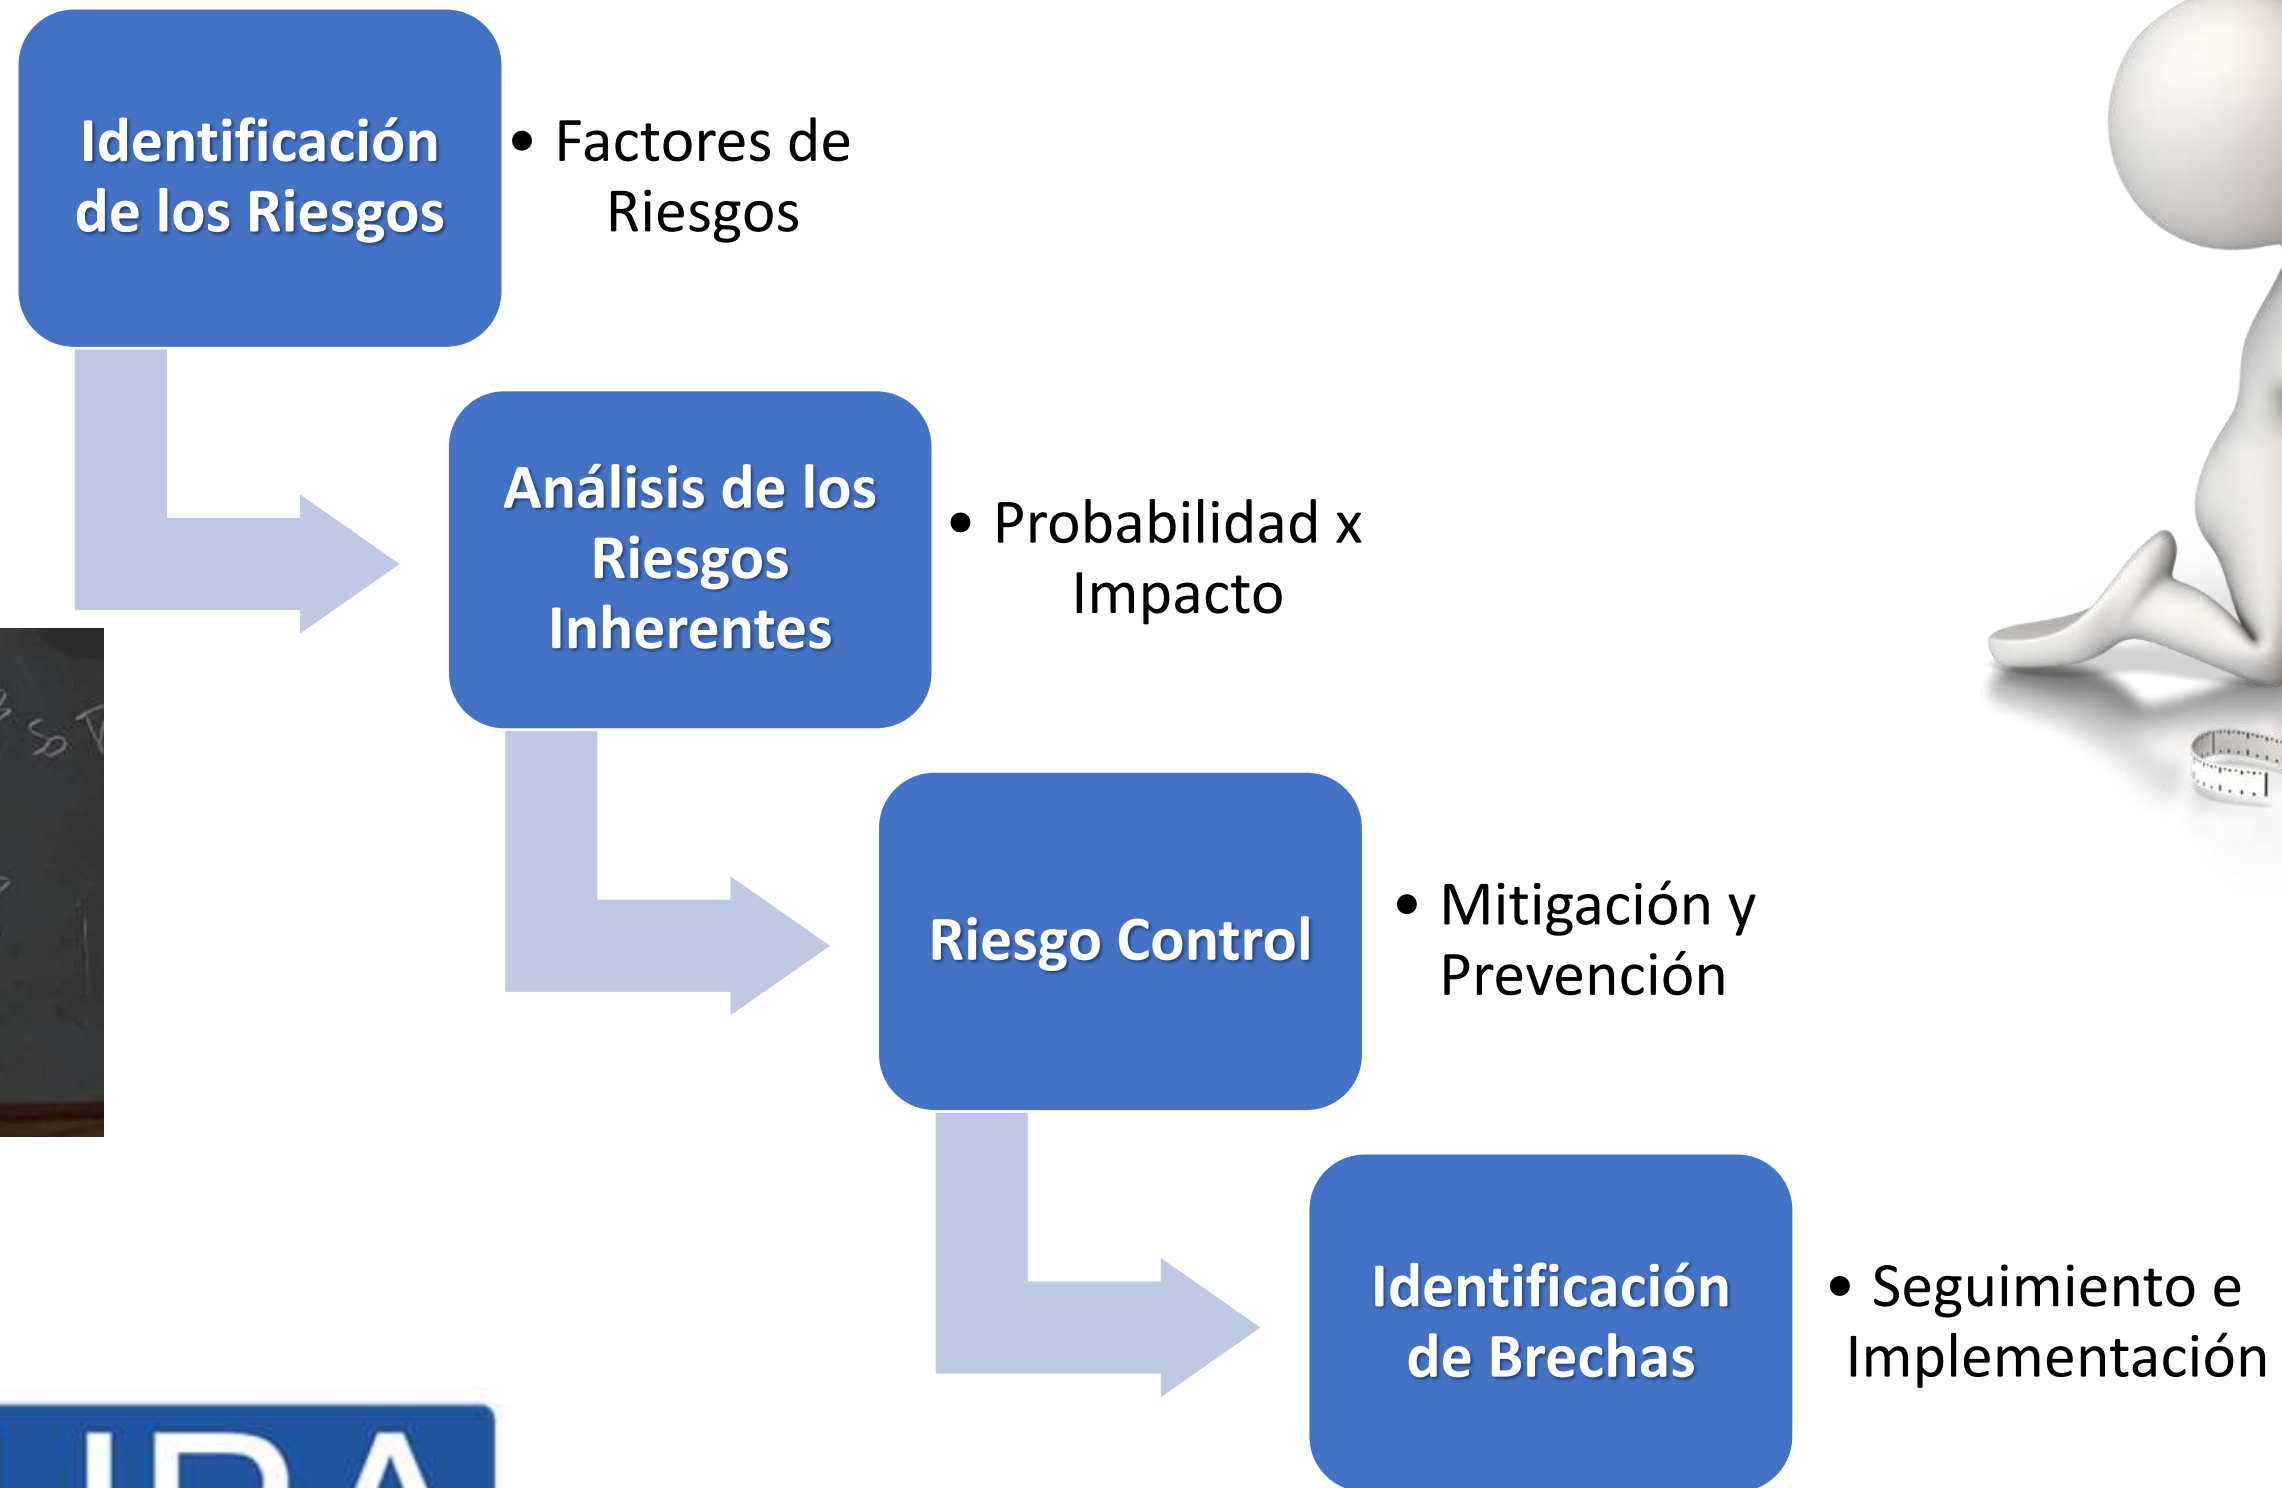 Identificación
de los Riesgos
• Factores de
Riesgos
Análisis de los
Riesgos
Inherentes
• Probabilidad x
Impacto
Riesgo Control
• Mitigación y
Prevención
Identificación
de Brechas
• Seguimiento e
Implementación